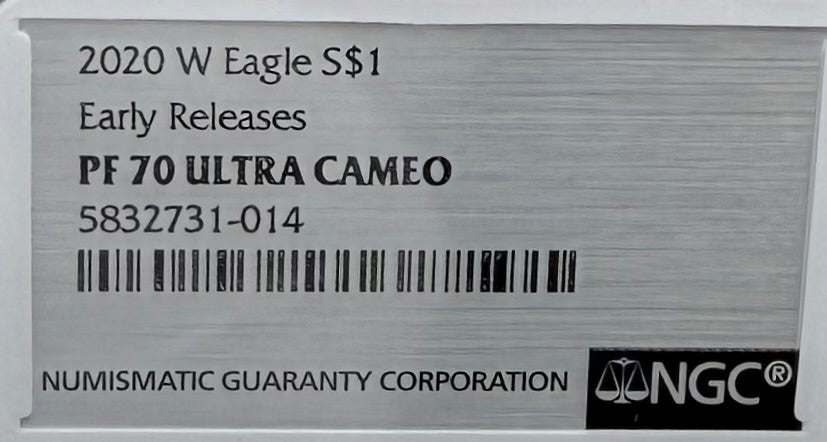 2020 W Eagle S$1
Early Releases
PF 70 ULTRA CAMEO
5832731-014
NUMISMATIC GUARANTY CORPORATION NGC®